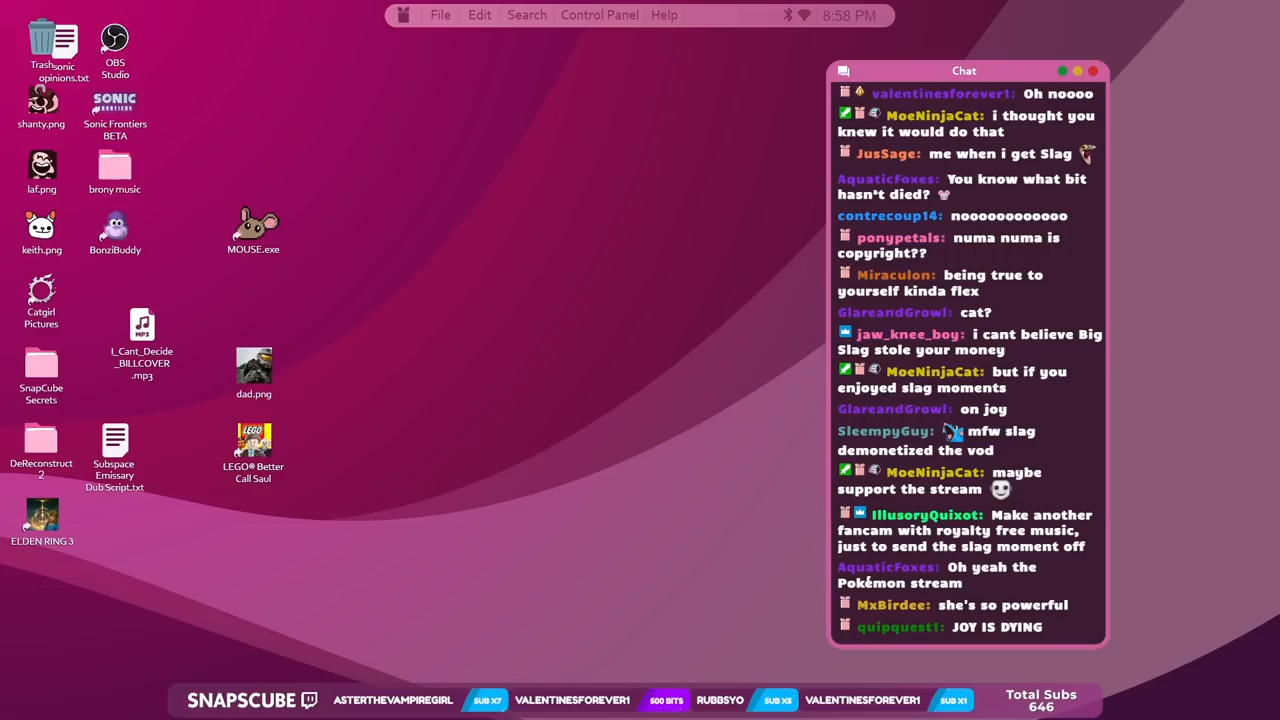 File Edit Search Control Panel Help 8:58 PM
Trash
sonic
opinions.txt
OBS
Studio
shanty.png
SONIC
FRONTIERS
Sonic Frontiers
BETA
laf.png
brony music
keith.png
BonziBuddy
MOUSE.exe
Catgirl
Pictures
MP3
I_Cant_Decide
_BILLCOVER
.mp3
SnapCube
Secrets
dad.png
DeReconstruct
2
Subspace
Emissary
Dub Script.txt
LEGO
LEGO® Better
Call Saul
ELDEN RING 3
Chat
valentinesforever1: Oh noooo
MoeNinjaCat: i thought you
knew it would do that
JusSage: me when i get Slag
AquaticFoxes: You know what bit
hasn't died?
contrecoup14: noooooooooooo
ponypetals: numa numa is
copyright??
Miraculon: being true to
yourself kinda flex
GlareandGrowl: cat?
jaw_knee_boy: i cant believe Big
Slag stole your money
MoeNinjaCat: but if you
enjoyed slag moments
GlareandGrowl: on joy
SleempyGuy: mfw slag
demonetized the vod
MoeNinjaCat: maybe
support the stream
IllusoryQuixot: Make another
fancam with royalty free music,
just to send the slag moment off
AquaticFoxes: Oh yeah the
Pokémon stream
MxBirdee: she's so powerful
quipquest1: JOY IS DYING
SNAPSCUBE ASTERTHEVAMPIREGIRL SUB X7 VALENTINESFOREVER1 500 BITS RUBBSYO SUB X5 VALENTINESFOREVER1 SUB X1
Total Subs
646